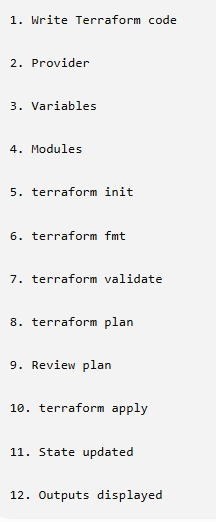 1. Write Terraform code
2. Provider
3. Variables
4. Modules
5. terraform init
6. terraform fmt
7. terraform validate
8. terraform plan
9. Review plan
10. terraform apply
11. State updated
12. Outputs displayed